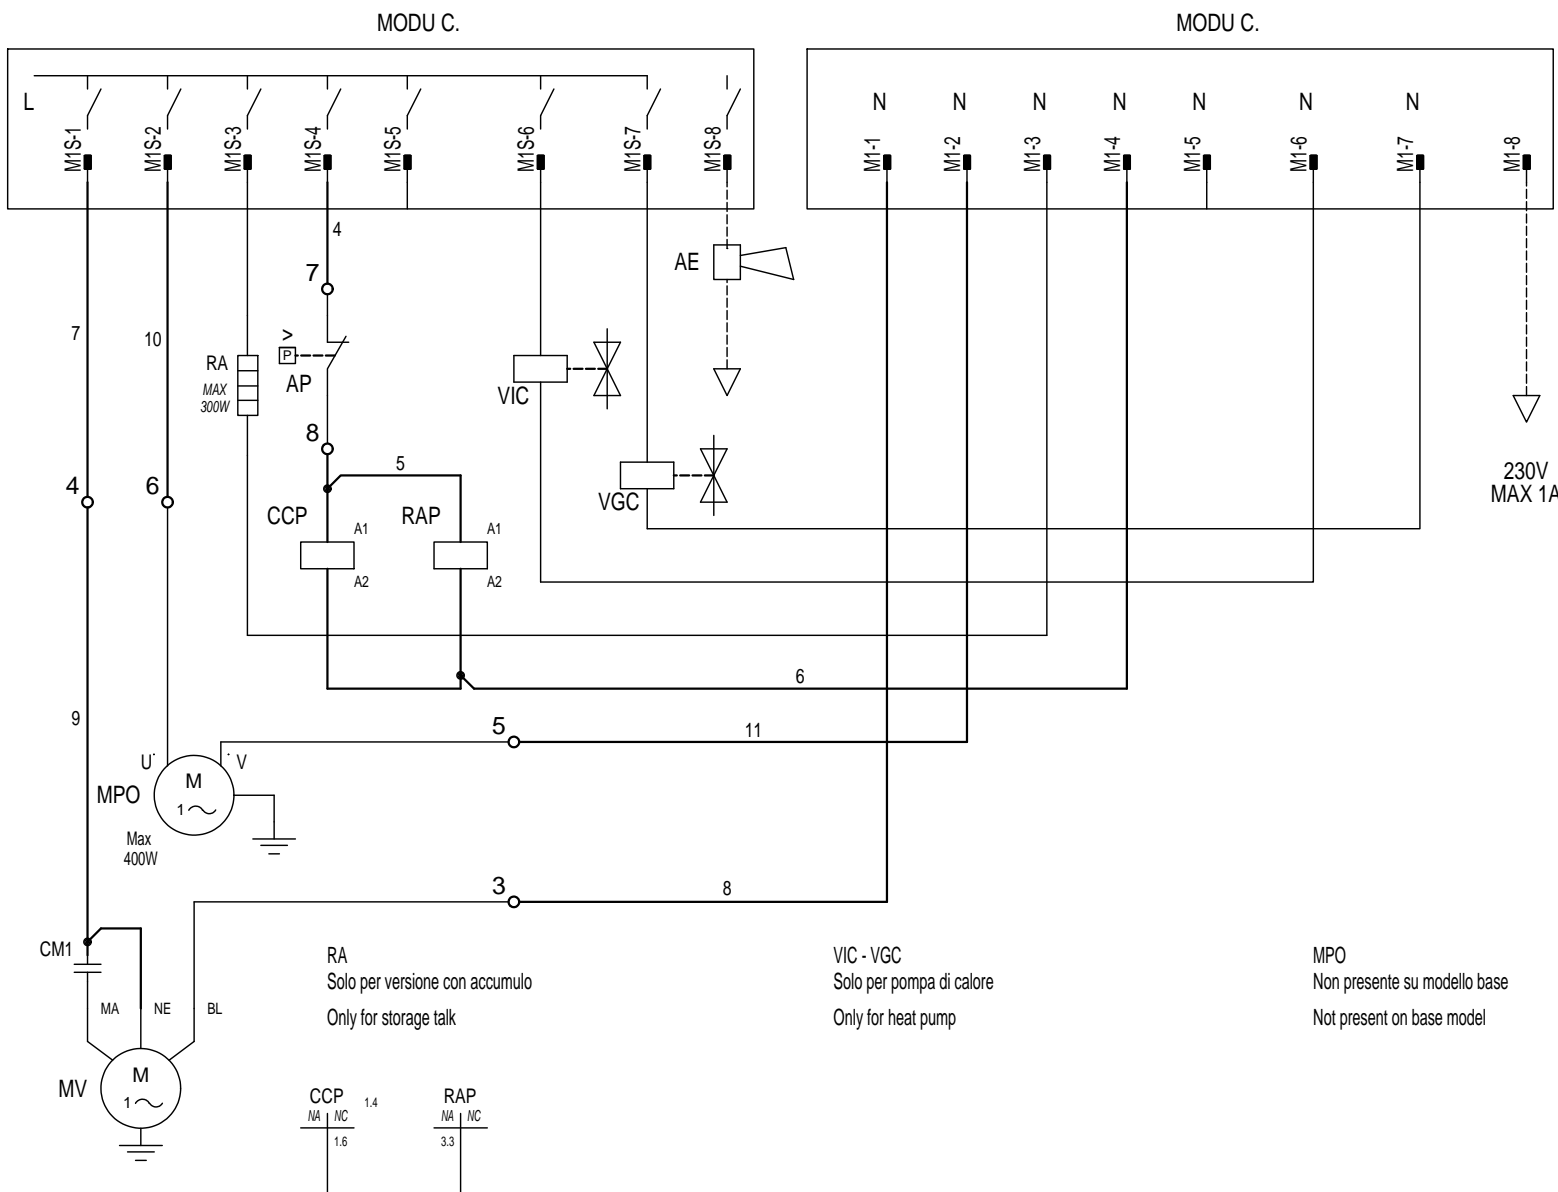 MODU C.
MODU C.
L
M1S-1
M1S-2
M1S-3
M1S-4
M1S-5
M1S-6
M1S-7
M1S-8
N
N
N
N
N
N
N
M1-1
M1-2
M1-3
M1-4
M1-5
M1-6
M1-7
M1-8
4
7
AE
7
10
>
P
AP
RA
MAX
300W
VIC
8
5
4
6
VGC
230V
MAX 1A
CCP
RAP
A1
A1
A2
A2
6
9
5
11
U
V
MPO
M
1
Max
400W
3
8
CM1
MA
NE
BL
RA
Solo per versione con accumulo
Only for storage talk
VIC - VGC
Solo per pompa di calore
Only for heat pump
MPO
Non presente su modello base
Not present on base model
MV
M
1
CCP
1.4
NA
NC
1.6
RAP
NA
NC
3.3